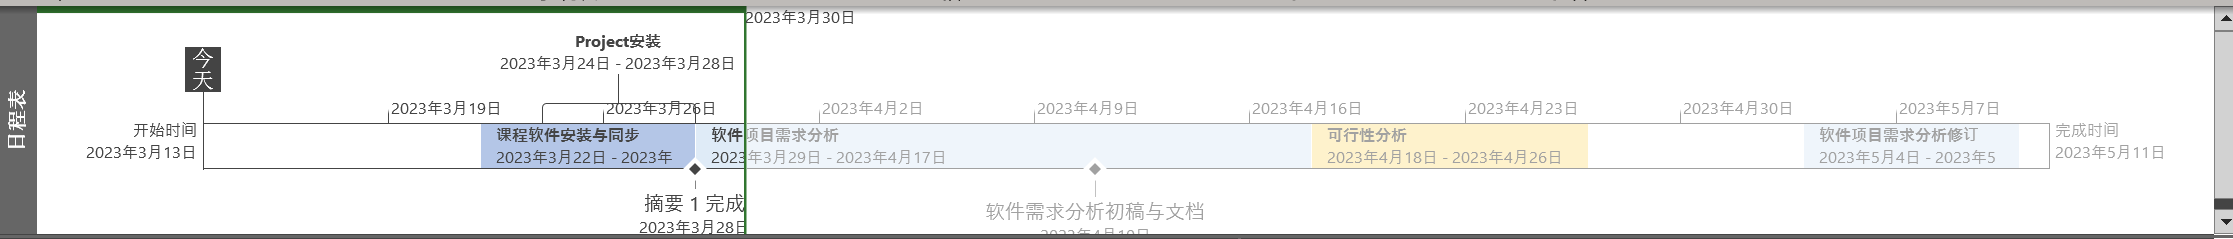 日程表
2023年3月30日
今天
Project安装
2023年3月24日 - 2023年3月28日
2023年3月19日
2023年3月26日
2023年4月2日
2023年4月9日
2023年4月16日
2023年4月23日
2023年4月30日
2023年5月7日
开始时间
2023年3月13日
课程软件安装与同步
2023年3月22日 - 2023年
软件项目需求分析
2023年3月29日 - 2023年4月17日
可行性分析
2023年4月18日 - 2023年4月26日
软件项目需求分析修订
2023年5月4日 - 2023年5
完成时间
2023年5月11日
摘要 1 完成
2023年3月28日
软件需求分析初稿与文档
2023年4月10日